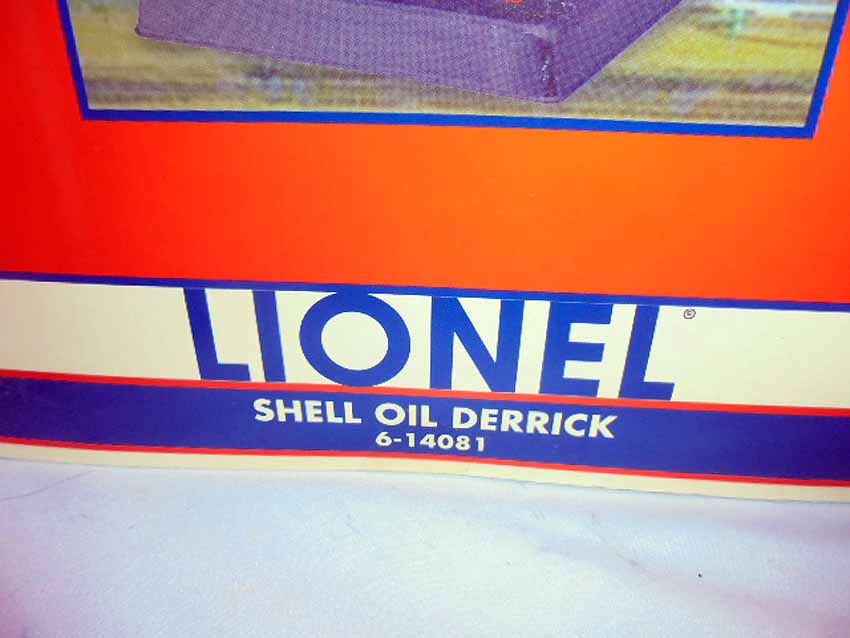 LIONEL®
SHELL OIL DERRICK
6-14081